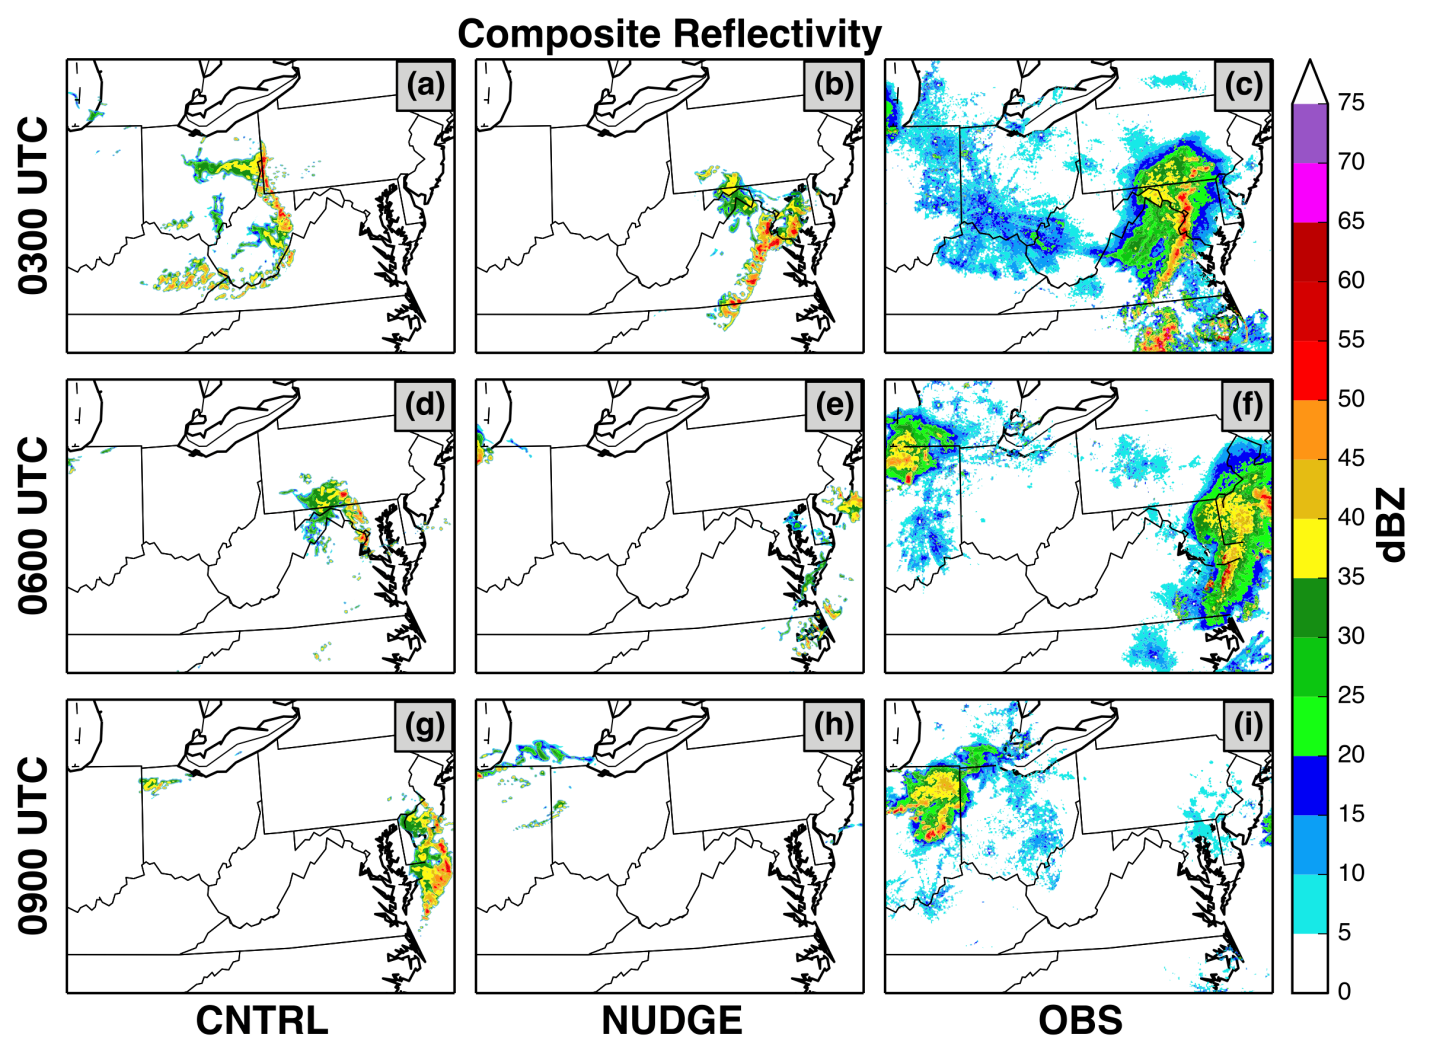 Composite Reflectivity
0300 UTC
(a)
(b)
(c)
0600 UTC
(d)
(e)
(f)
0900 UTC
(g)
(h)
(i)
CNTRL
NUDGE
OBS
75
70
65
60
55
50
45
40
35
30
25
20
15
10
5
0
dBZ